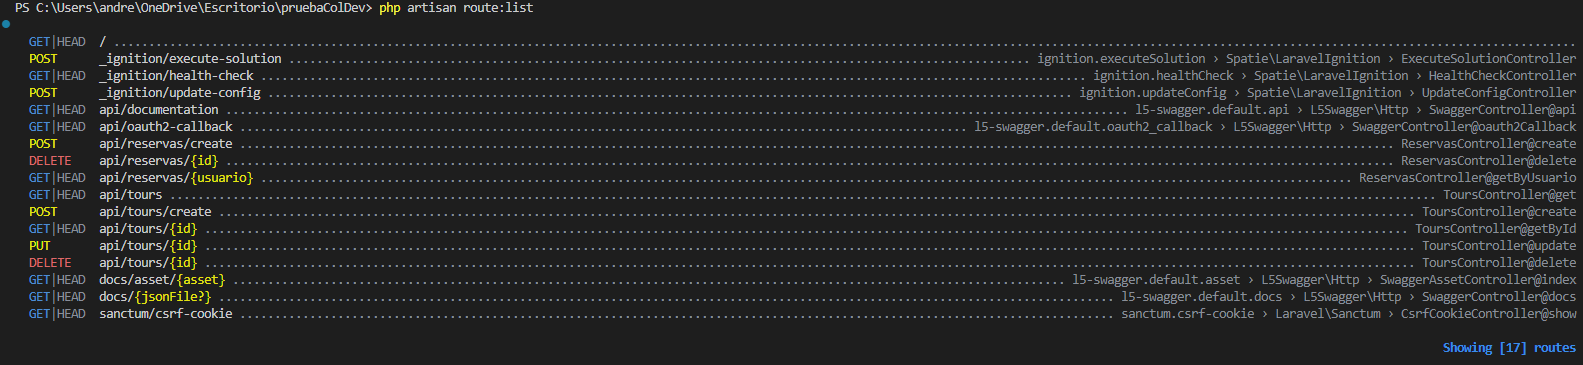 PS C:\Users\andre\OneDrive\Escritorio\pruebaColDev> php artisan route:list
GET|HEAD / ................................................................
POST _ignition/execute-solution ................................ ignition.executeSolution › Spatie\LaravelIgnition › ExecuteSolutionController
GET|HEAD _ignition/health-check ................................ ignition.healthCheck › Spatie\LaravelIgnition › HealthCheckController
POST _ignition/update-config ................................ ignition.updateConfig › Spatie\LaravelIgnition › UpdateConfigController
GET|HEAD api/documentation ................................ l5-swagger.default.api › L5Swagger\Http › SwaggerController@api
GET|HEAD api/oauth2-callback ................................ l5-swagger.default.oauth2_callback › L5Swagger\Http › SwaggerController@oauth2Callback
POST api/reservas/create ................................ ReservasController@create
DELETE api/reservas/{id} ................................ ReservasController@delete
GET|HEAD api/reservas/{usuario} ................................ ReservasController@getByUsuario
GET|HEAD api/tours ................................ ToursController@get
POST api/tours/create ................................ ToursController@create
GET|HEAD api/tours/{id} ................................ ToursController@getById
PUT api/tours/{id} ................................ ToursController@update
DELETE api/tours/{id} ................................ ToursController@delete
GET|HEAD docs/asset/{asset} ................................ l5-swagger.default.asset › L5Swagger\Http › SwaggerAssetController@index
GET|HEAD docs/{jsonFile?} ................................ l5-swagger.default.docs › L5Swagger\Http › SwaggerController@docs
GET|HEAD sanctum/csrf-cookie ................................ sanctum.csrf-cookie › Laravel\Sanctum › CsrfCookieController@show
Showing [17] routes